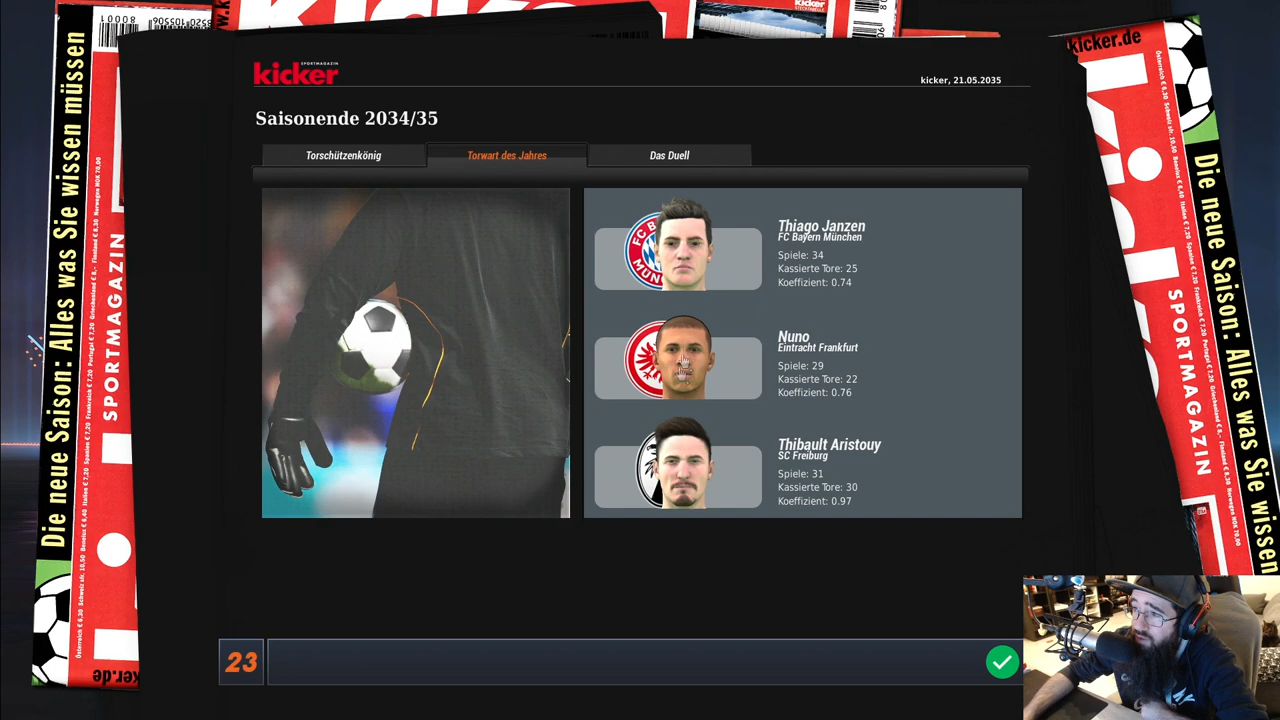 kicker
SPORTMAGAZIN
kicker, 21.05.2035
Saisonende 2034/35
Torschützenkönig
Torwart des Jahres
Das Duell
Thiago Janzen
FC Bayern München
Spiele: 34
Kassierte Tore: 25
Koeffizient: 0.74
Nuno
Eintracht Frankfurt
Spiele: 29
Kassierte Tore: 22
Koeffizient: 0.76
Thibault Aristouy
SC Freiburg
Spiele: 31
Kassierte Tore: 30
Koeffizient: 0.97
23
Die neue Saison: Alles was Sie wissen müssen
SPORTMAGAZIN
kicker.de
Die neue Saison: Alles was Sie wissen
SPORTMAGAZIN